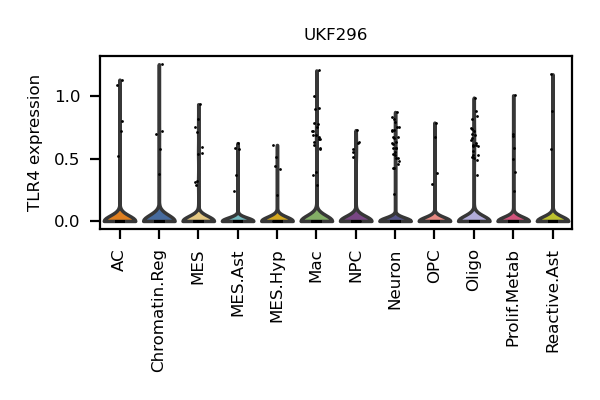 UKF296
TLR4 expression
1.0
0.5
0.0
AC
Chromatin.Reg
MES
MES.Ast
MES.Hyp
Mac
NPC
Neuron
OPC
Oligo
Prolif.Metab
Reactive.Ast